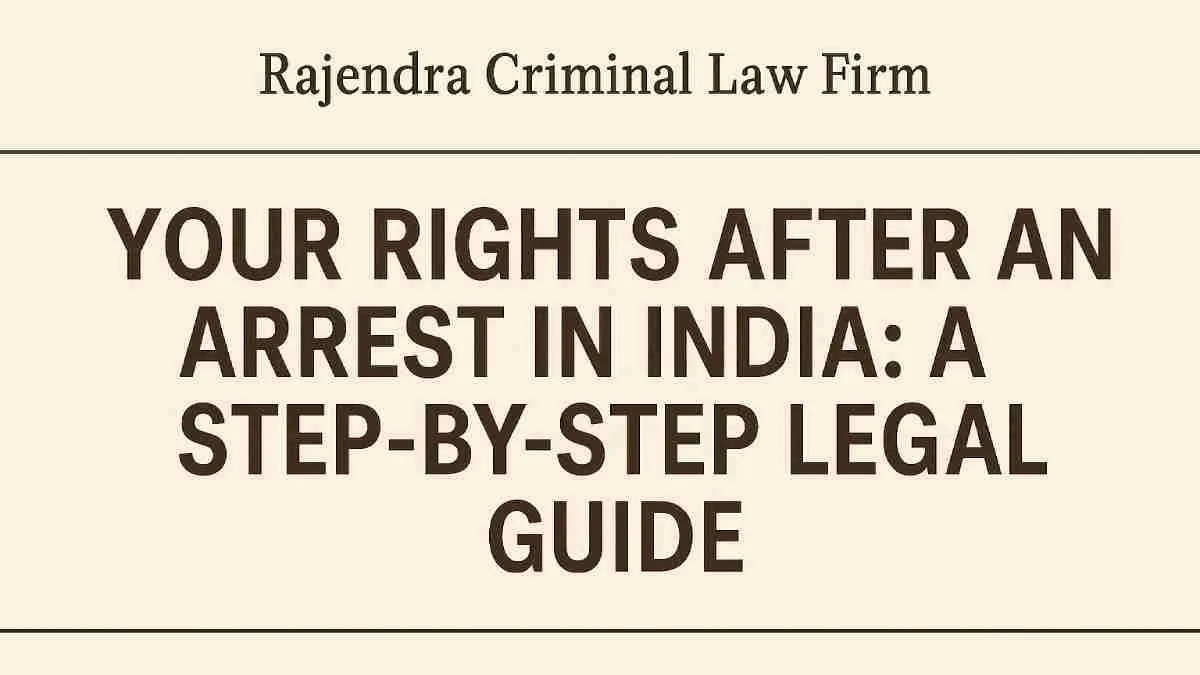 Rajendra Criminal Law Firm
YOUR RIGHTS AFTER AN
ARREST IN INDIA: A
STEP-BY-STEP LEGAL
GUIDE